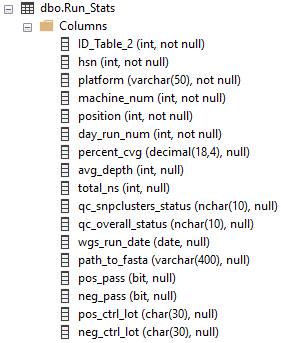 dbo.Run_Stats
Columns
ID_Table_2 (int, not null)
hsn (int, not null)
platform (varchar(50), not null)
machine_num (int, not null)
position (int, not null)
day_run_num (int, not null)
percent_cvg (decimal(18,4), null)
avg_depth (int, null)
total_ns (int, null)
qc_snpclusters_status (nchar(10), null)
qc_overall_status (nchar(10), null)
wgs_run_date (date, null)
path_to_fasta (varchar(400), null)
pos_pass (bit, null)
neg_pass (bit, null)
pos_ctrl_lot (char(30), null)
neg_ctrl_lot (char(30), null)